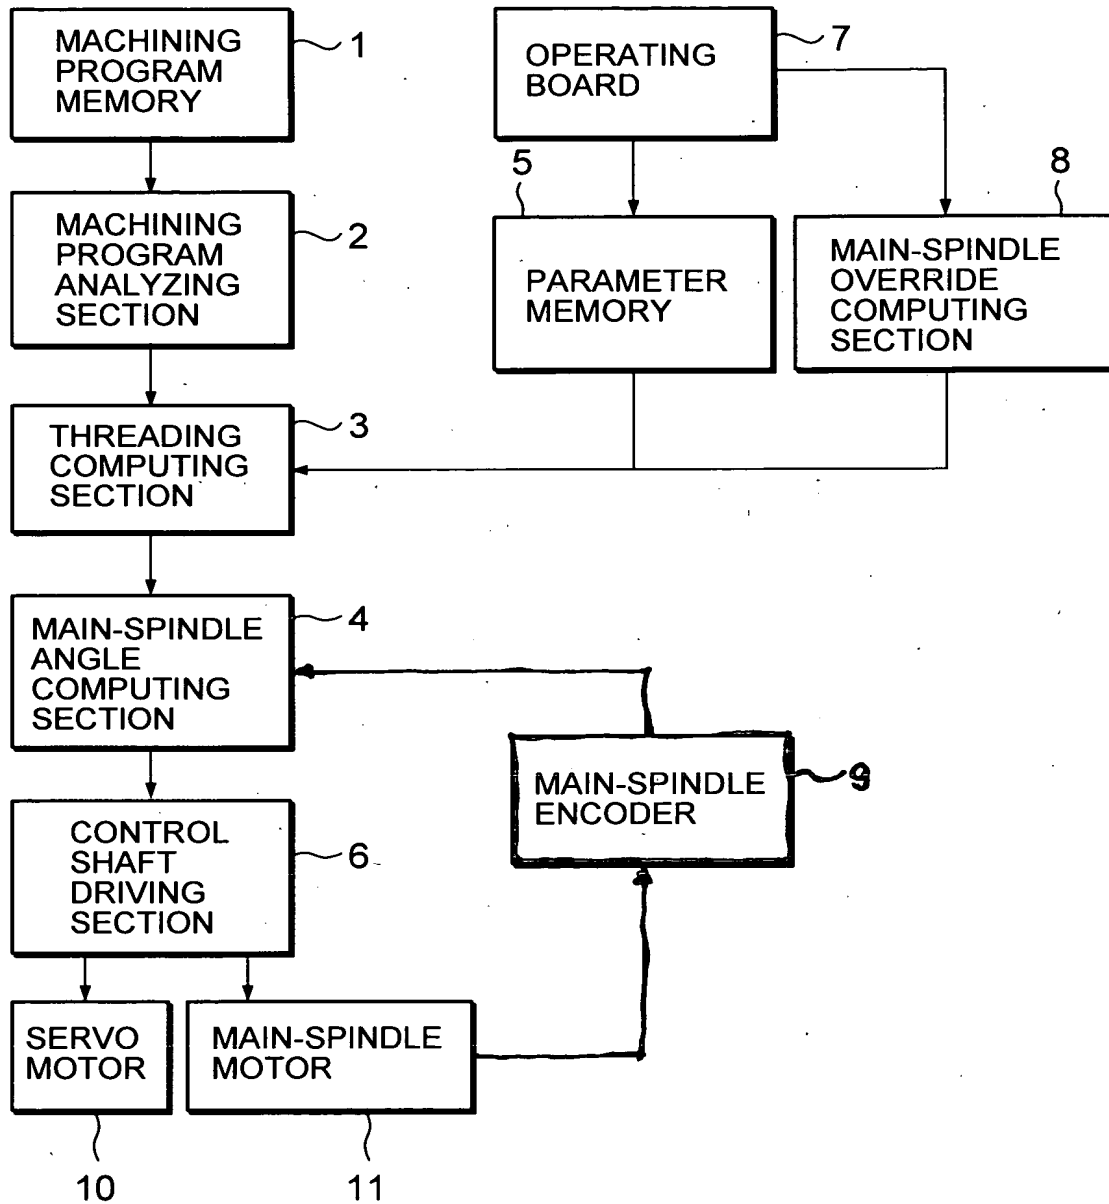 MACHINING
PROGRAM
MEMORY
1
MACHINING
PROGRAM
ANALYZING
SECTION
2
THREADING
COMPUTING
SECTION
3
MAIN-SPINDLE
ANGLE
COMPUTING
SECTION
4
CONTROL
SHAFT
DRIVING
SECTION
6
SERVO
MOTOR
10
MAIN-SPINDLE
MOTOR
11
OPERATING
BOARD
7
5
PARAMETER
MEMORY
8
MAIN-SPINDLE
OVERRIDE
COMPUTING
SECTION
MAIN-SPINDLE
ENCODER
9